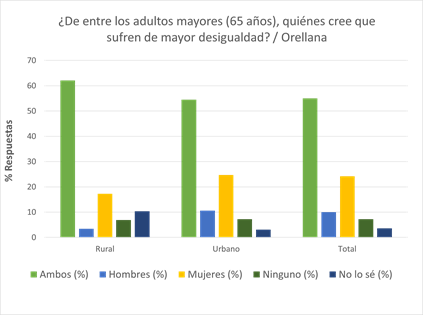 ¿De entre los adultos mayores (65 años), quiénes cree que
sufren de mayor desigualdad? / Orellana
% Respuestas
70
60
50
40
30
20
10
0
Rural
Urbano
Total
Ambos (%)
Hombres (%)
Mujeres (%)
Ninguno (%)
No lo sé (%)